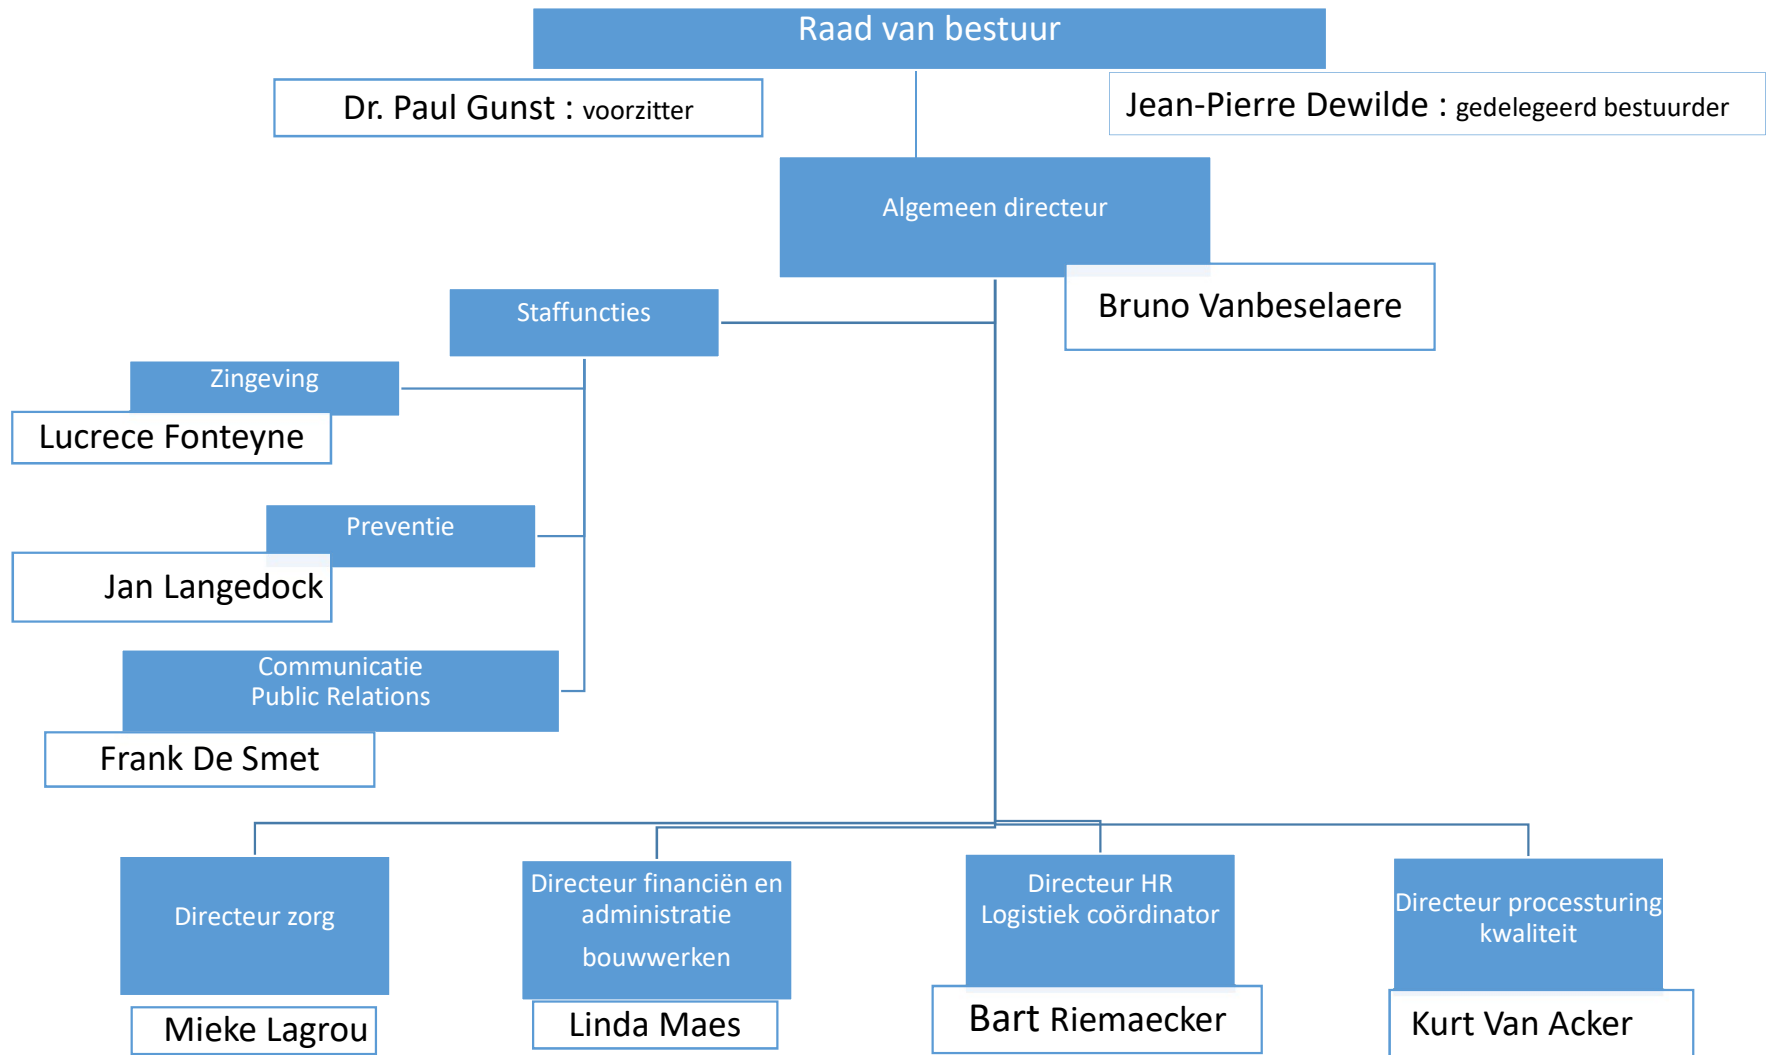 Raad van bestuur
Dr. Paul Gunst : voorzitter
Jean-Pierre Dewilde : gedelegeerd bestuurder
Algemeen directeur
Bruno Vanbeselaere
Staffuncties
Zingeving
Lucrece Fonteyne
Preventie
Jan Langedock
Communicatie
Public Relations
Frank De Smet
Directeur zorg
Mieke Lagrou
Directeur financiën en
administratie
bouwwerken
Linda Maes
Directeur HR
Logistiek coördinator
Bart Riemaecker
Directeur processturing
kwaliteit
Kurt Van Acker